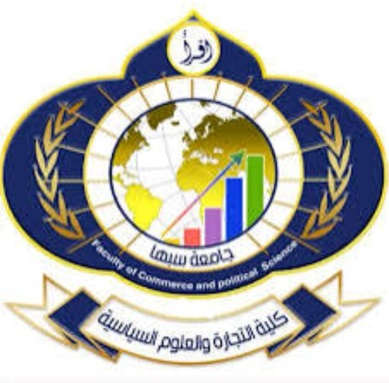 اقرأ
جامعة سبها
Faculty of Commerce and political Science
كلية التجارة والعلوم السياسية